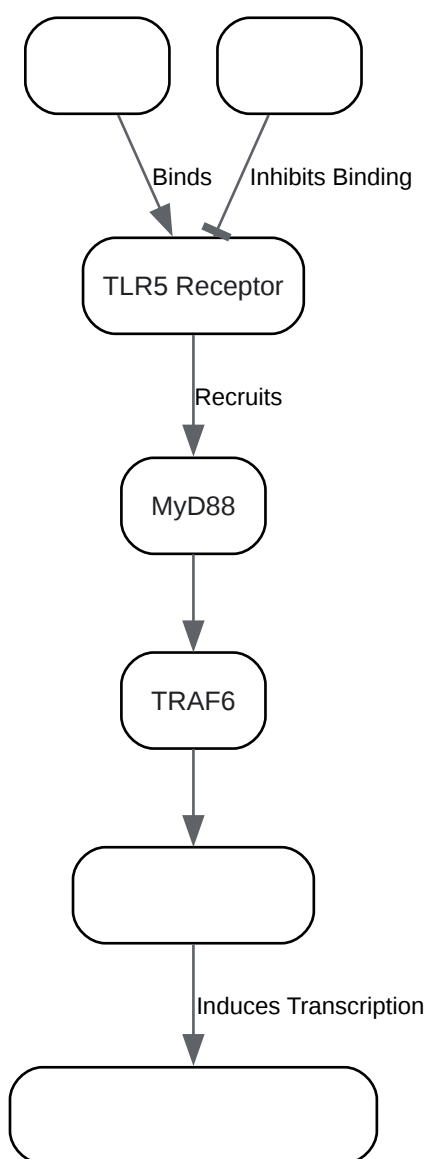 Binds
Inhibits Binding
TLR5 Receptor
Recruits
MyD88
TRAF6
Induces Transcription